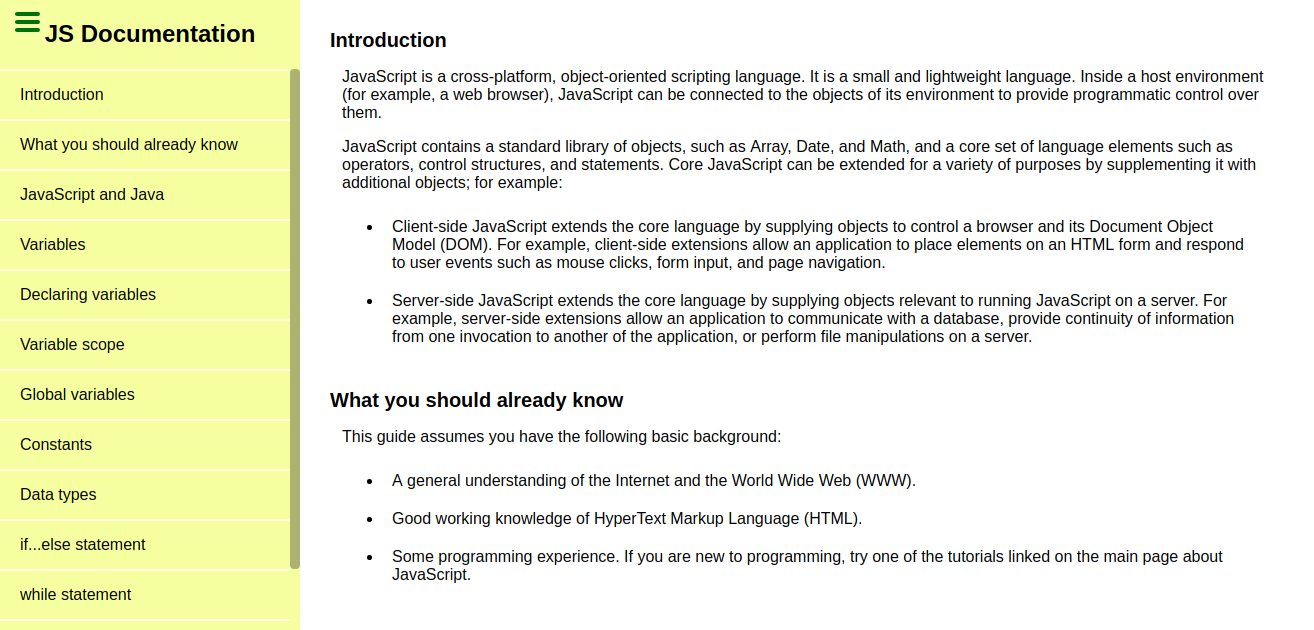 JS Documentation
Introduction
What you should already know
JavaScript and Java
Variables
Declaring variables
Variable scope
Global variables
Constants
Data types
if...else statement
while statement
Introduction
JavaScript is a cross-platform, object-oriented scripting language. It is a small and lightweight language. Inside a host environment
(for example, a web browser), JavaScript can be connected to the objects of its environment to provide programmatic control over
them.
JavaScript contains a standard library of objects, such as Array, Date, and Math, and a core set of language elements such as
operators, control structures, and statements. Core JavaScript can be extended for a variety of purposes by supplementing it with
additional objects; for example:
• Client-side JavaScript extends the core language by supplying objects to control a browser and its Document Object
Model (DOM). For example, client-side extensions allow an application to place elements on an HTML form and respond
to user events such as mouse clicks, form input, and page navigation.
• Server-side JavaScript extends the core language by supplying objects relevant to running JavaScript on a server. For
example, server-side extensions allow an application to communicate with a database, provide continuity of information
from one invocation to another of the application, or perform file manipulations on a server.
What you should already know
This guide assumes you have the following basic background:
• A general understanding of the Internet and the World Wide Web (WWW).
• Good working knowledge of HyperText Markup Language (HTML).
• Some programming experience. If you are new to programming, try one of the tutorials linked on the main page about
JavaScript.